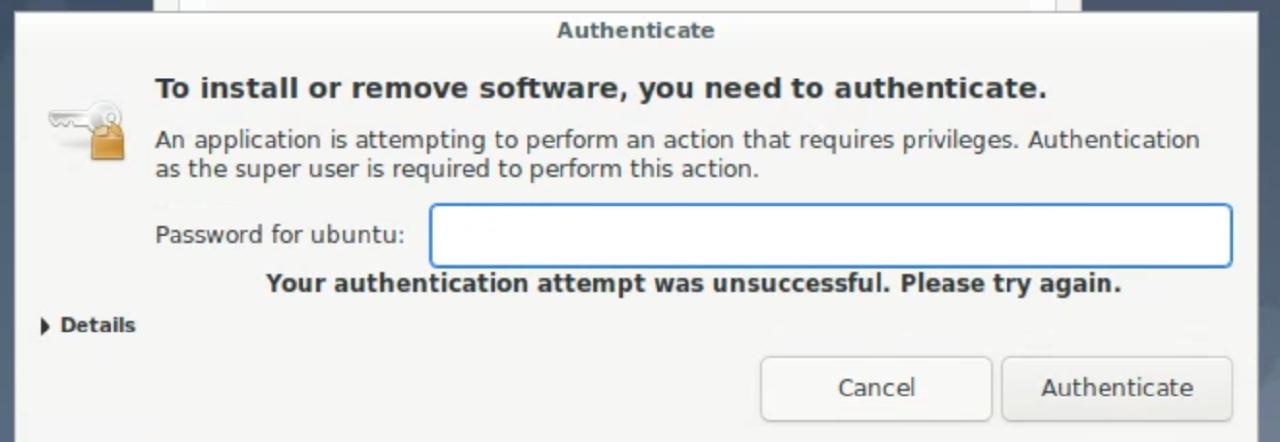 Authenticate
To install or remove software, you need to authenticate.
An application is attempting to perform an action that requires privileges. Authentication
as the super user is required to perform this action.
Password for ubuntu:
Your authentication attempt was unsuccessful. Please try again.
Details
Cancel Authenticate